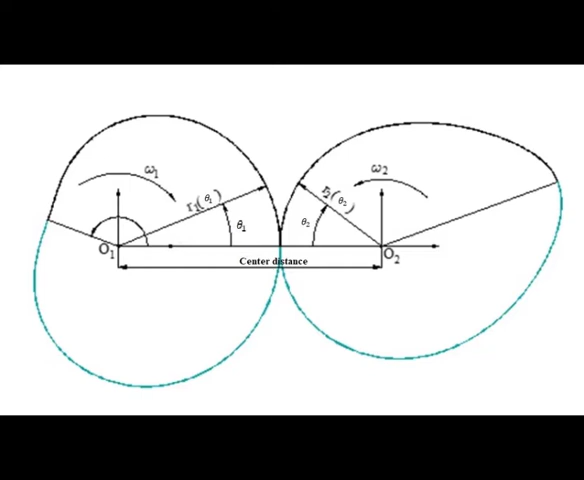 ω₁
ω₂
r₁(θ₁)
r₂(θ₂)
θ₁
θ₂
O₁
O₂
Center distance